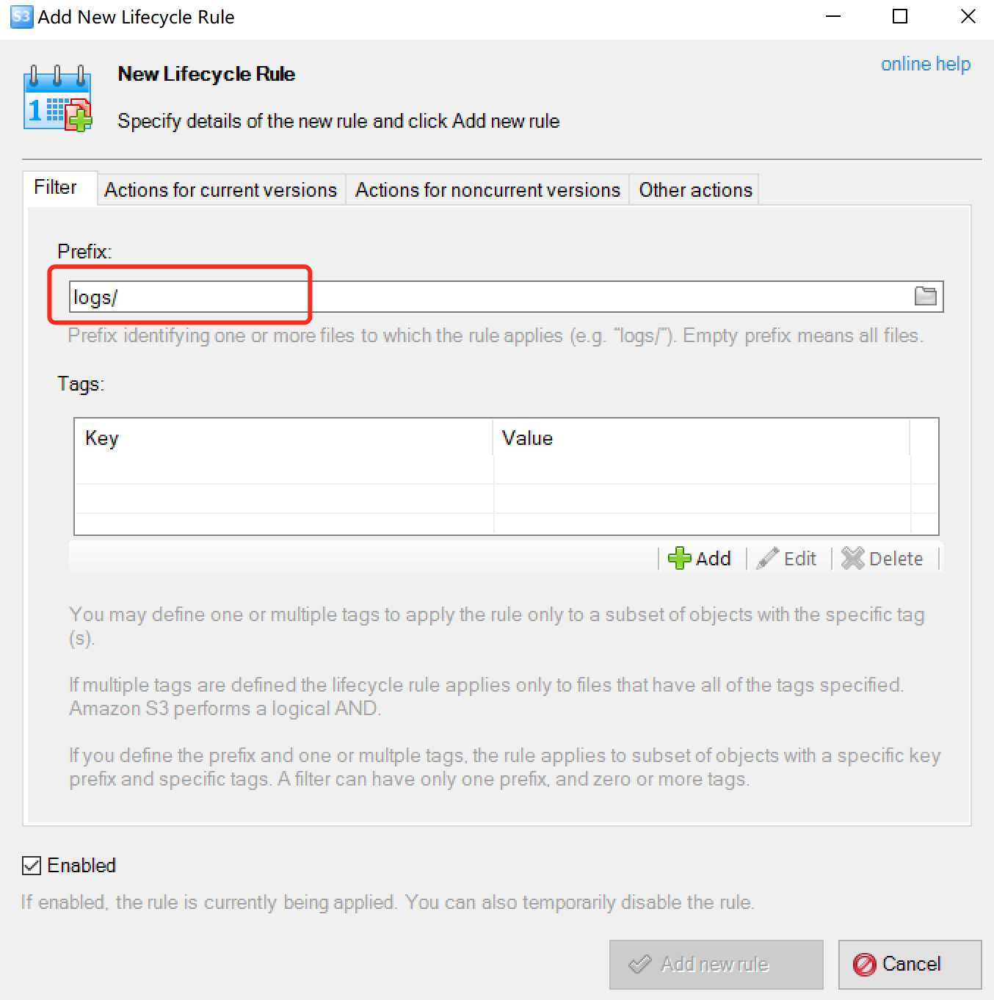 S3 Add New Lifecycle Rule
online help
New Lifecycle Rule
1
Specify details of the new rule and click Add new rule
Filter Actions for current versions Actions for noncurrent versions Other actions
Prefix:
logs/
Prefix identifying one or more files to which the rule applies (e.g. "logs/"). Empty prefix means all files.
Tags:
Key Value
Add Edit Delete
You may define one or multiple tags to apply the rule only to a subset of objects with the specific tag
(s).
If multiple tags are defined the lifecycle rule applies only to files that have all of the tags specified.
Amazon S3 performs a logical AND.
If you define the prefix and one or multple tags, the rule applies to subset of objects with a specific key
prefix and specific tags. A filter can have only one prefix, and zero or more tags.
Enabled
If enabled, the rule is currently being applied. You can also temporarily disable the rule.
Add new rule Cancel